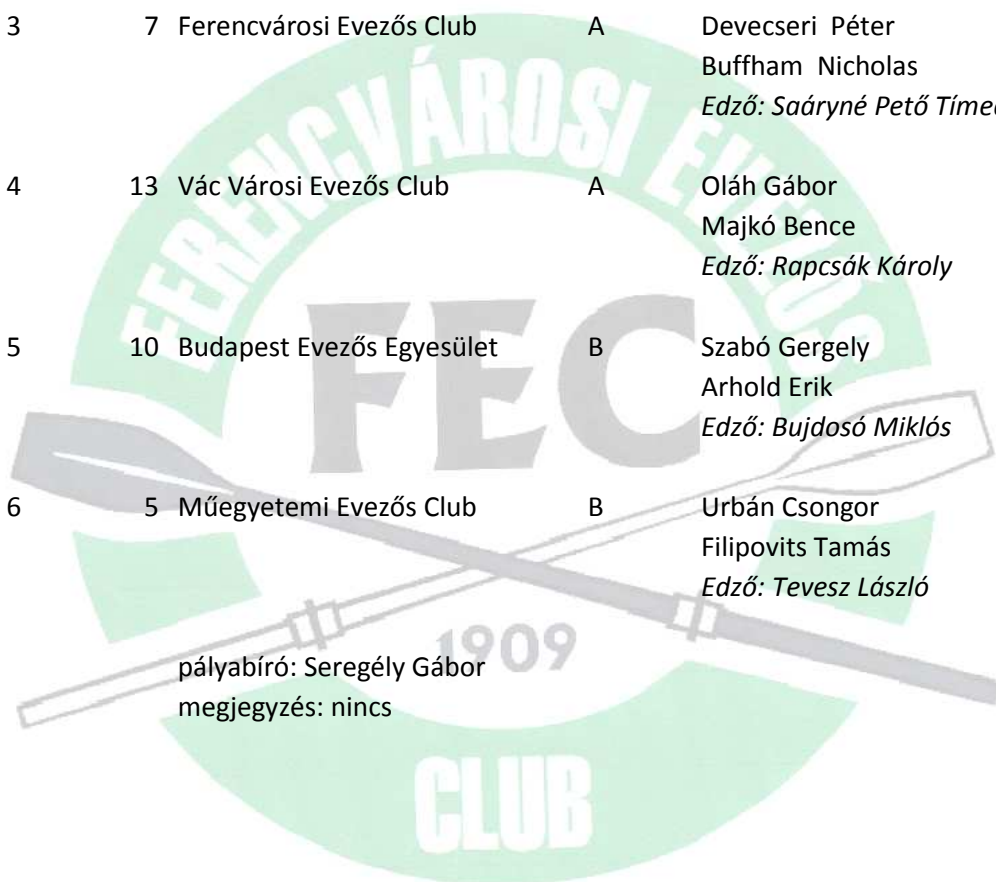 3 7 Ferencvárosi Evezős Club A Devecseri Péter
Buffham Nicholas
Edző: Saáryné Pető Tímea
4 13 Vác Városi Evezős Club A Oláh Gábor
Majkó Bence
Edző: Rapcsák Károly
5 10 Budapest Evezős Egyesület B Szabó Gergely
Arhold Erik
Edző: Bujdosó Miklós
6 5 Műegyetemi Evezős Club B Urbán Csongor
Filipovits Tamás
Edző: Tevesz László
pályabíró: Seregély Gábor
megjegyzés: nincs
FERENCVÁROSI EVEZŐS
FEC
1909
CLUB